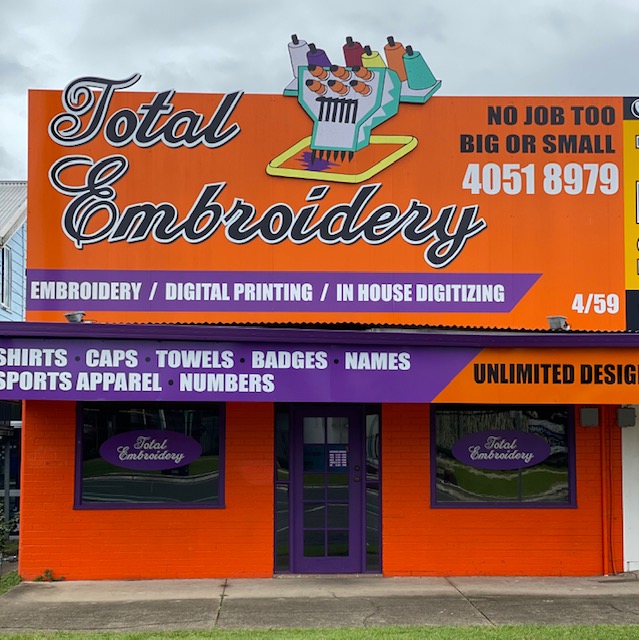 Total
Embroidery
NO JOB TOO
BIG OR SMALL
4051 8979
EMBROIDERY / DIGITAL PRINTING / IN HOUSE DIGITIZING
4/59
SHIRTS • CAPS • TOWELS • BADGES • NAMES
SPORTS APPAREL • NUMBERS
UNLIMITED DESIG
Total
Embroidery
Total
Embroidery